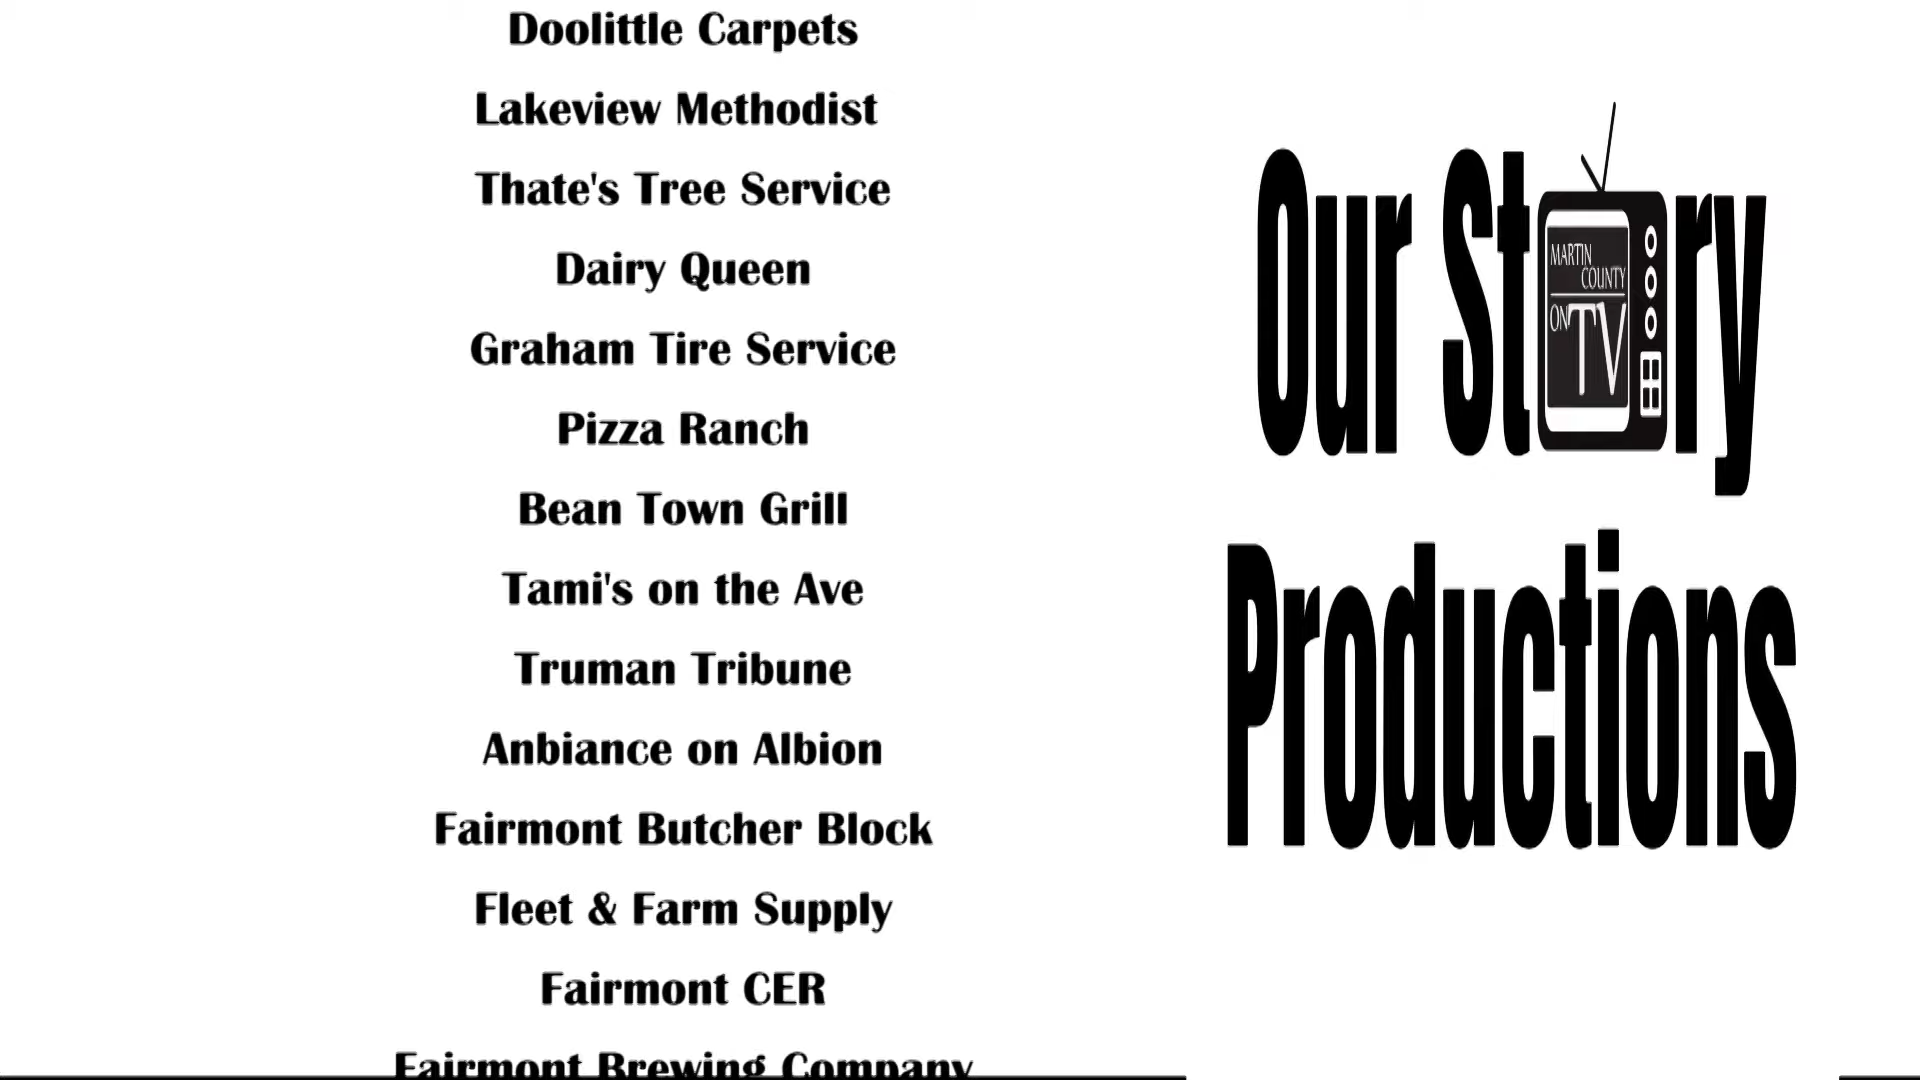 Doolittle Carpets
Lakeview Methodist
Thate's Tree Service
Dairy Queen
Graham Tire Service
Pizza Ranch
Bean Town Grill
Tami's on the Ave
Truman Tribune
Anbiance on Albion
Fairmont Butcher Block
Fleet & Farm Supply
Fairmont CER
Fairmont Brewing Company
Our Story
MARTIN
COUNTY
ON TV
Productions